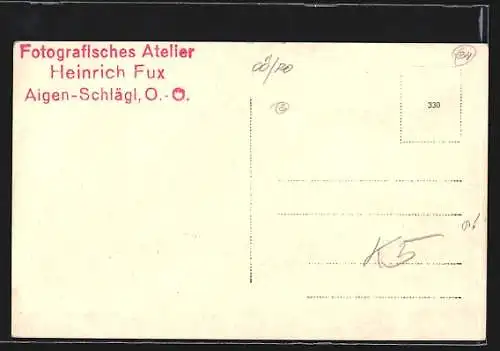 Fotografisches Atelier
Heinrich Fux
Aigen-Schlägl, O.-Ö.
330
K5